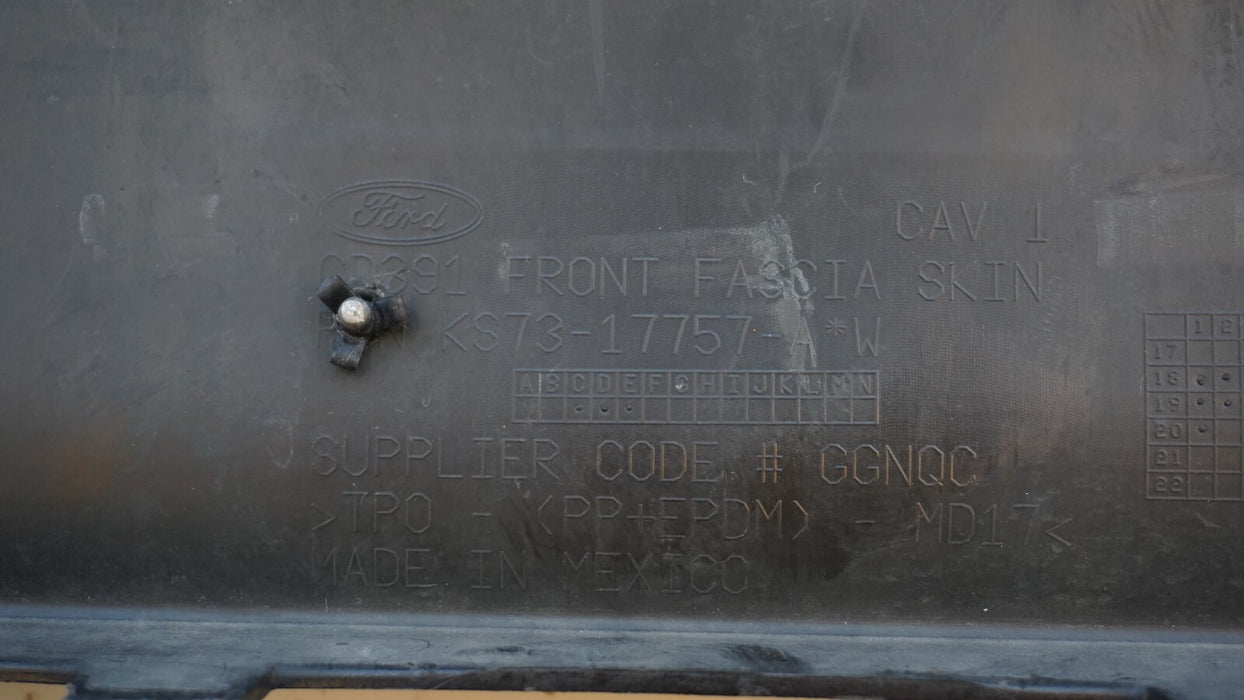 Ford
CAV 1
CD391 FRONT FASCIA SKIN
KS73-17757-A*W
A B C D E F G H I J K L M N
SUPPLIER CODE # GGNQC
>TPO - (PP+EPDM) - MD17<
MADE IN MEXICO
1 2
17
18
19
20
21
22